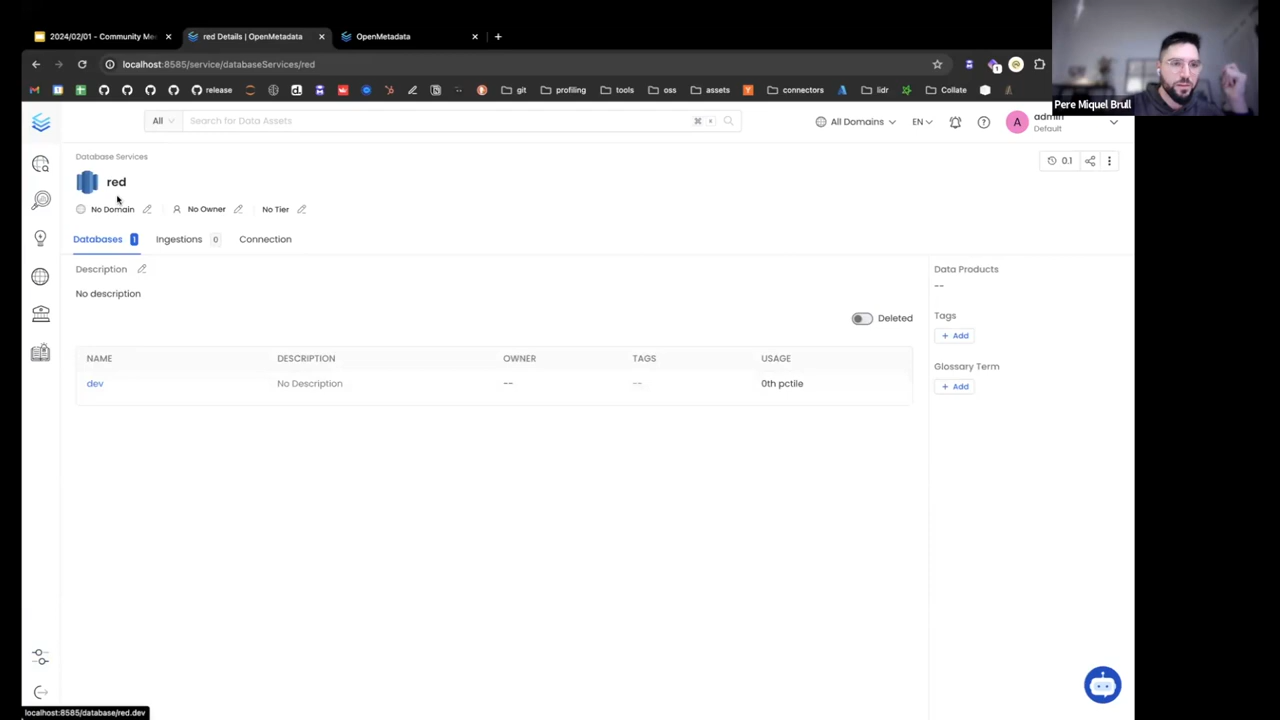 2024/02/01 - Community Me
red Details | OpenMetadata
OpenMetadata
localhost:8585/service/databaseServices/red
release
git
profiling
tools
oss
assets
connectors
lidr
Collate
Pere Miquel Brull
All
Search for Data Assets
All Domains
EN
A
admin
Default
Database Services
red
0.1
No Domain
No Owner
No Tier
Databases 1
Ingestions 0
Connection
Description
No description
Deleted
NAME DESCRIPTION OWNER TAGS USAGE
dev No Description -- -- 0th pctile
Data Products
--
Tags
+ Add
Glossary Term
+ Add
localhost:8585/database/red.dev